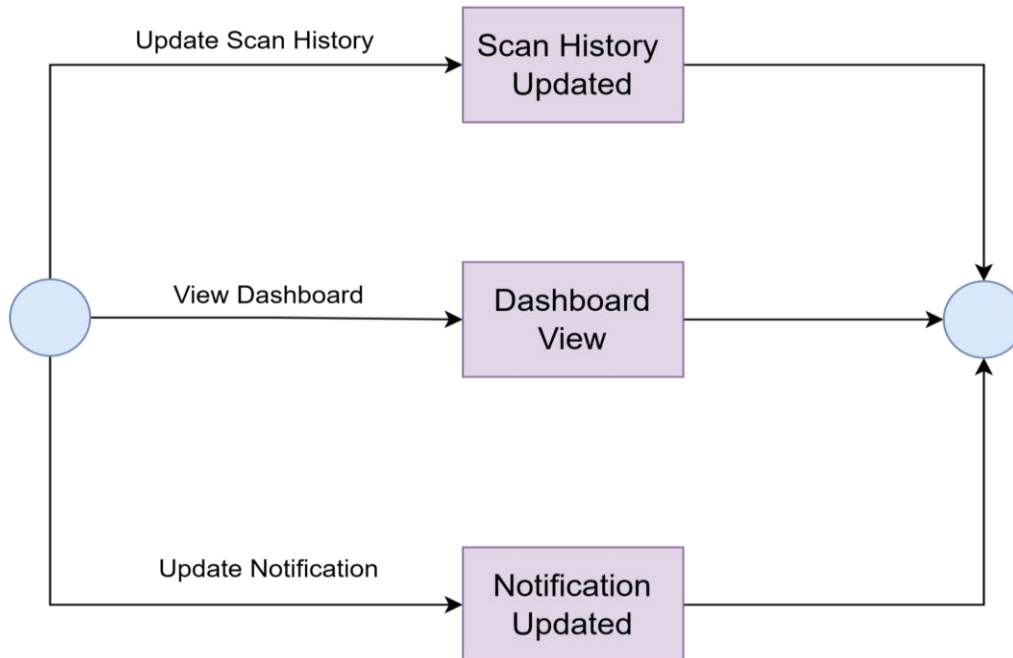 Update Scan History
Scan History
Updated
View Dashboard
Dashboard
View
Update Notification
Notification
Updated